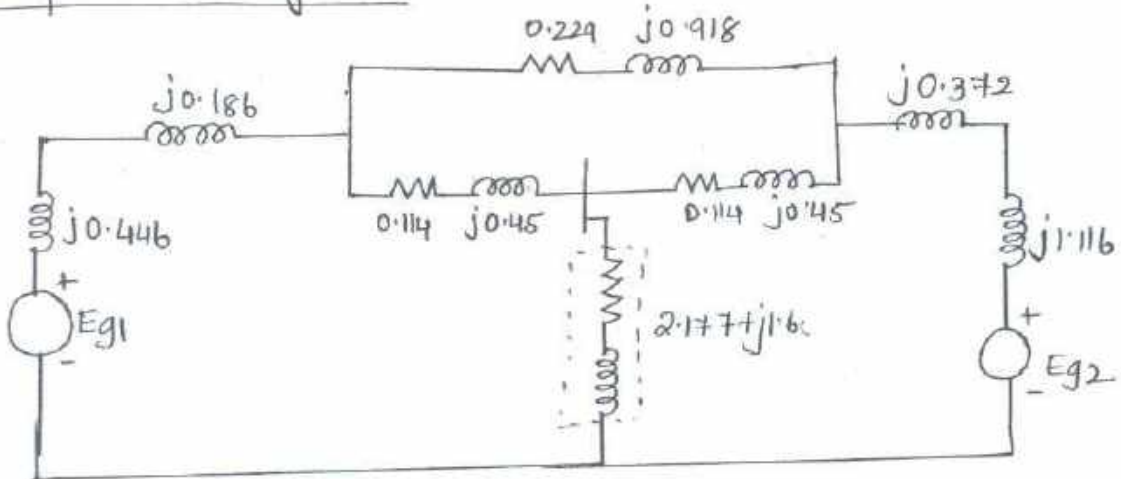 0.229 j0.918
j0.186
j0.372
0.114 j0.45
0.114 j0.45
j0.446
j1.116
+
Eg1
-
2.177+j1.6
+
Eg2
-